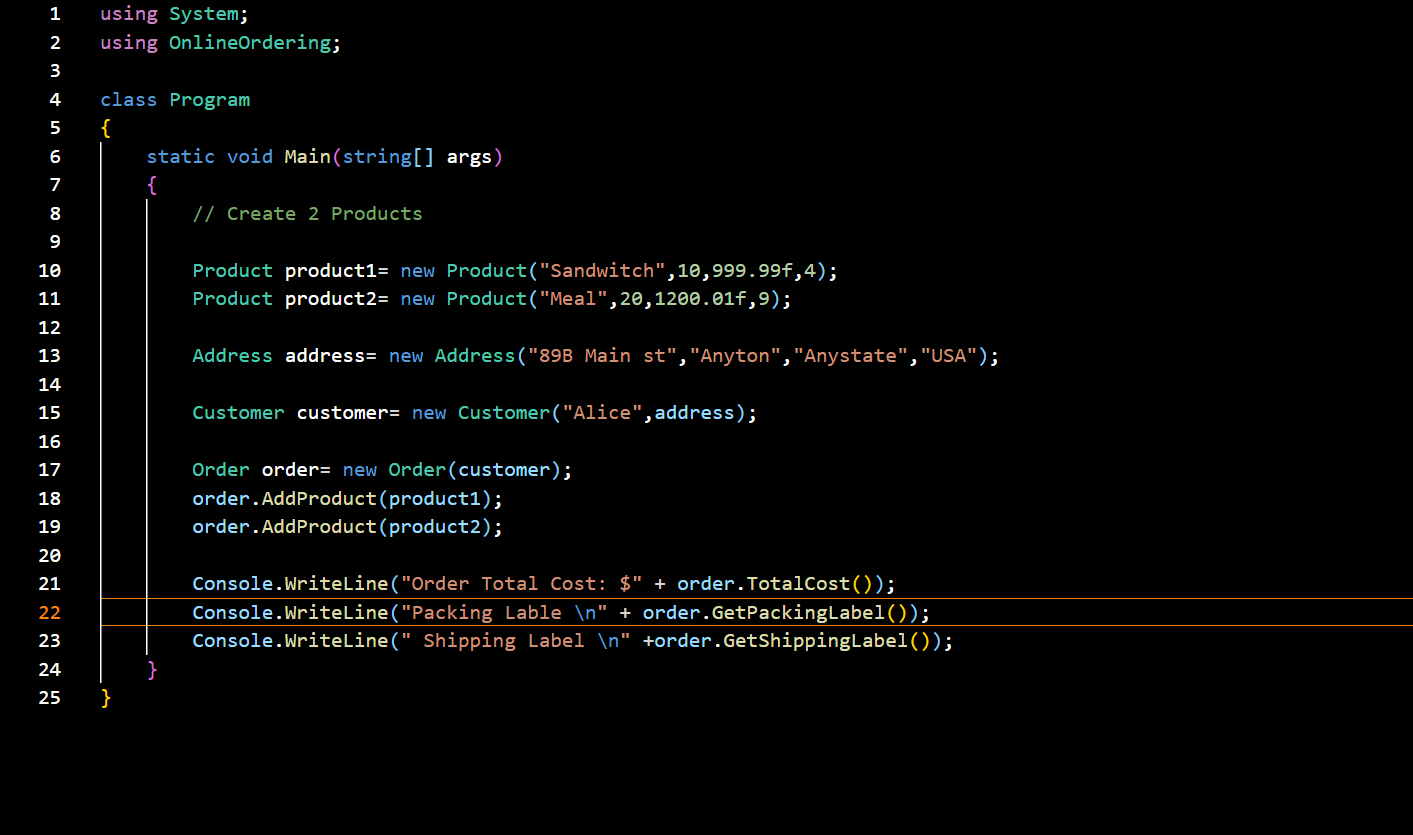 1 using System;
2 using OnlineOrdering;
3
4 class Program
5 {
6     static void Main(string[] args)
7     {
8         // Create 2 Products
9
10         Product product1= new Product("Sandwitch",10,999.99f,4);
11         Product product2= new Product("Meal",20,1200.01f,9);
12
13         Address address= new Address("89B Main st","Anyton","Anystate","USA");
14
15         Customer customer= new Customer("Alice",address);
16
17         Order order= new Order(customer);
18         order.AddProduct(product1);
19         order.AddProduct(product2);
20
21         Console.WriteLine("Order Total Cost: $" + order.TotalCost());
22         Console.WriteLine("Packing Lable \n" + order.GetPackingLabel());
23         Console.WriteLine(" Shipping Label \n" +order.GetShippingLabel());
24     }
25 }